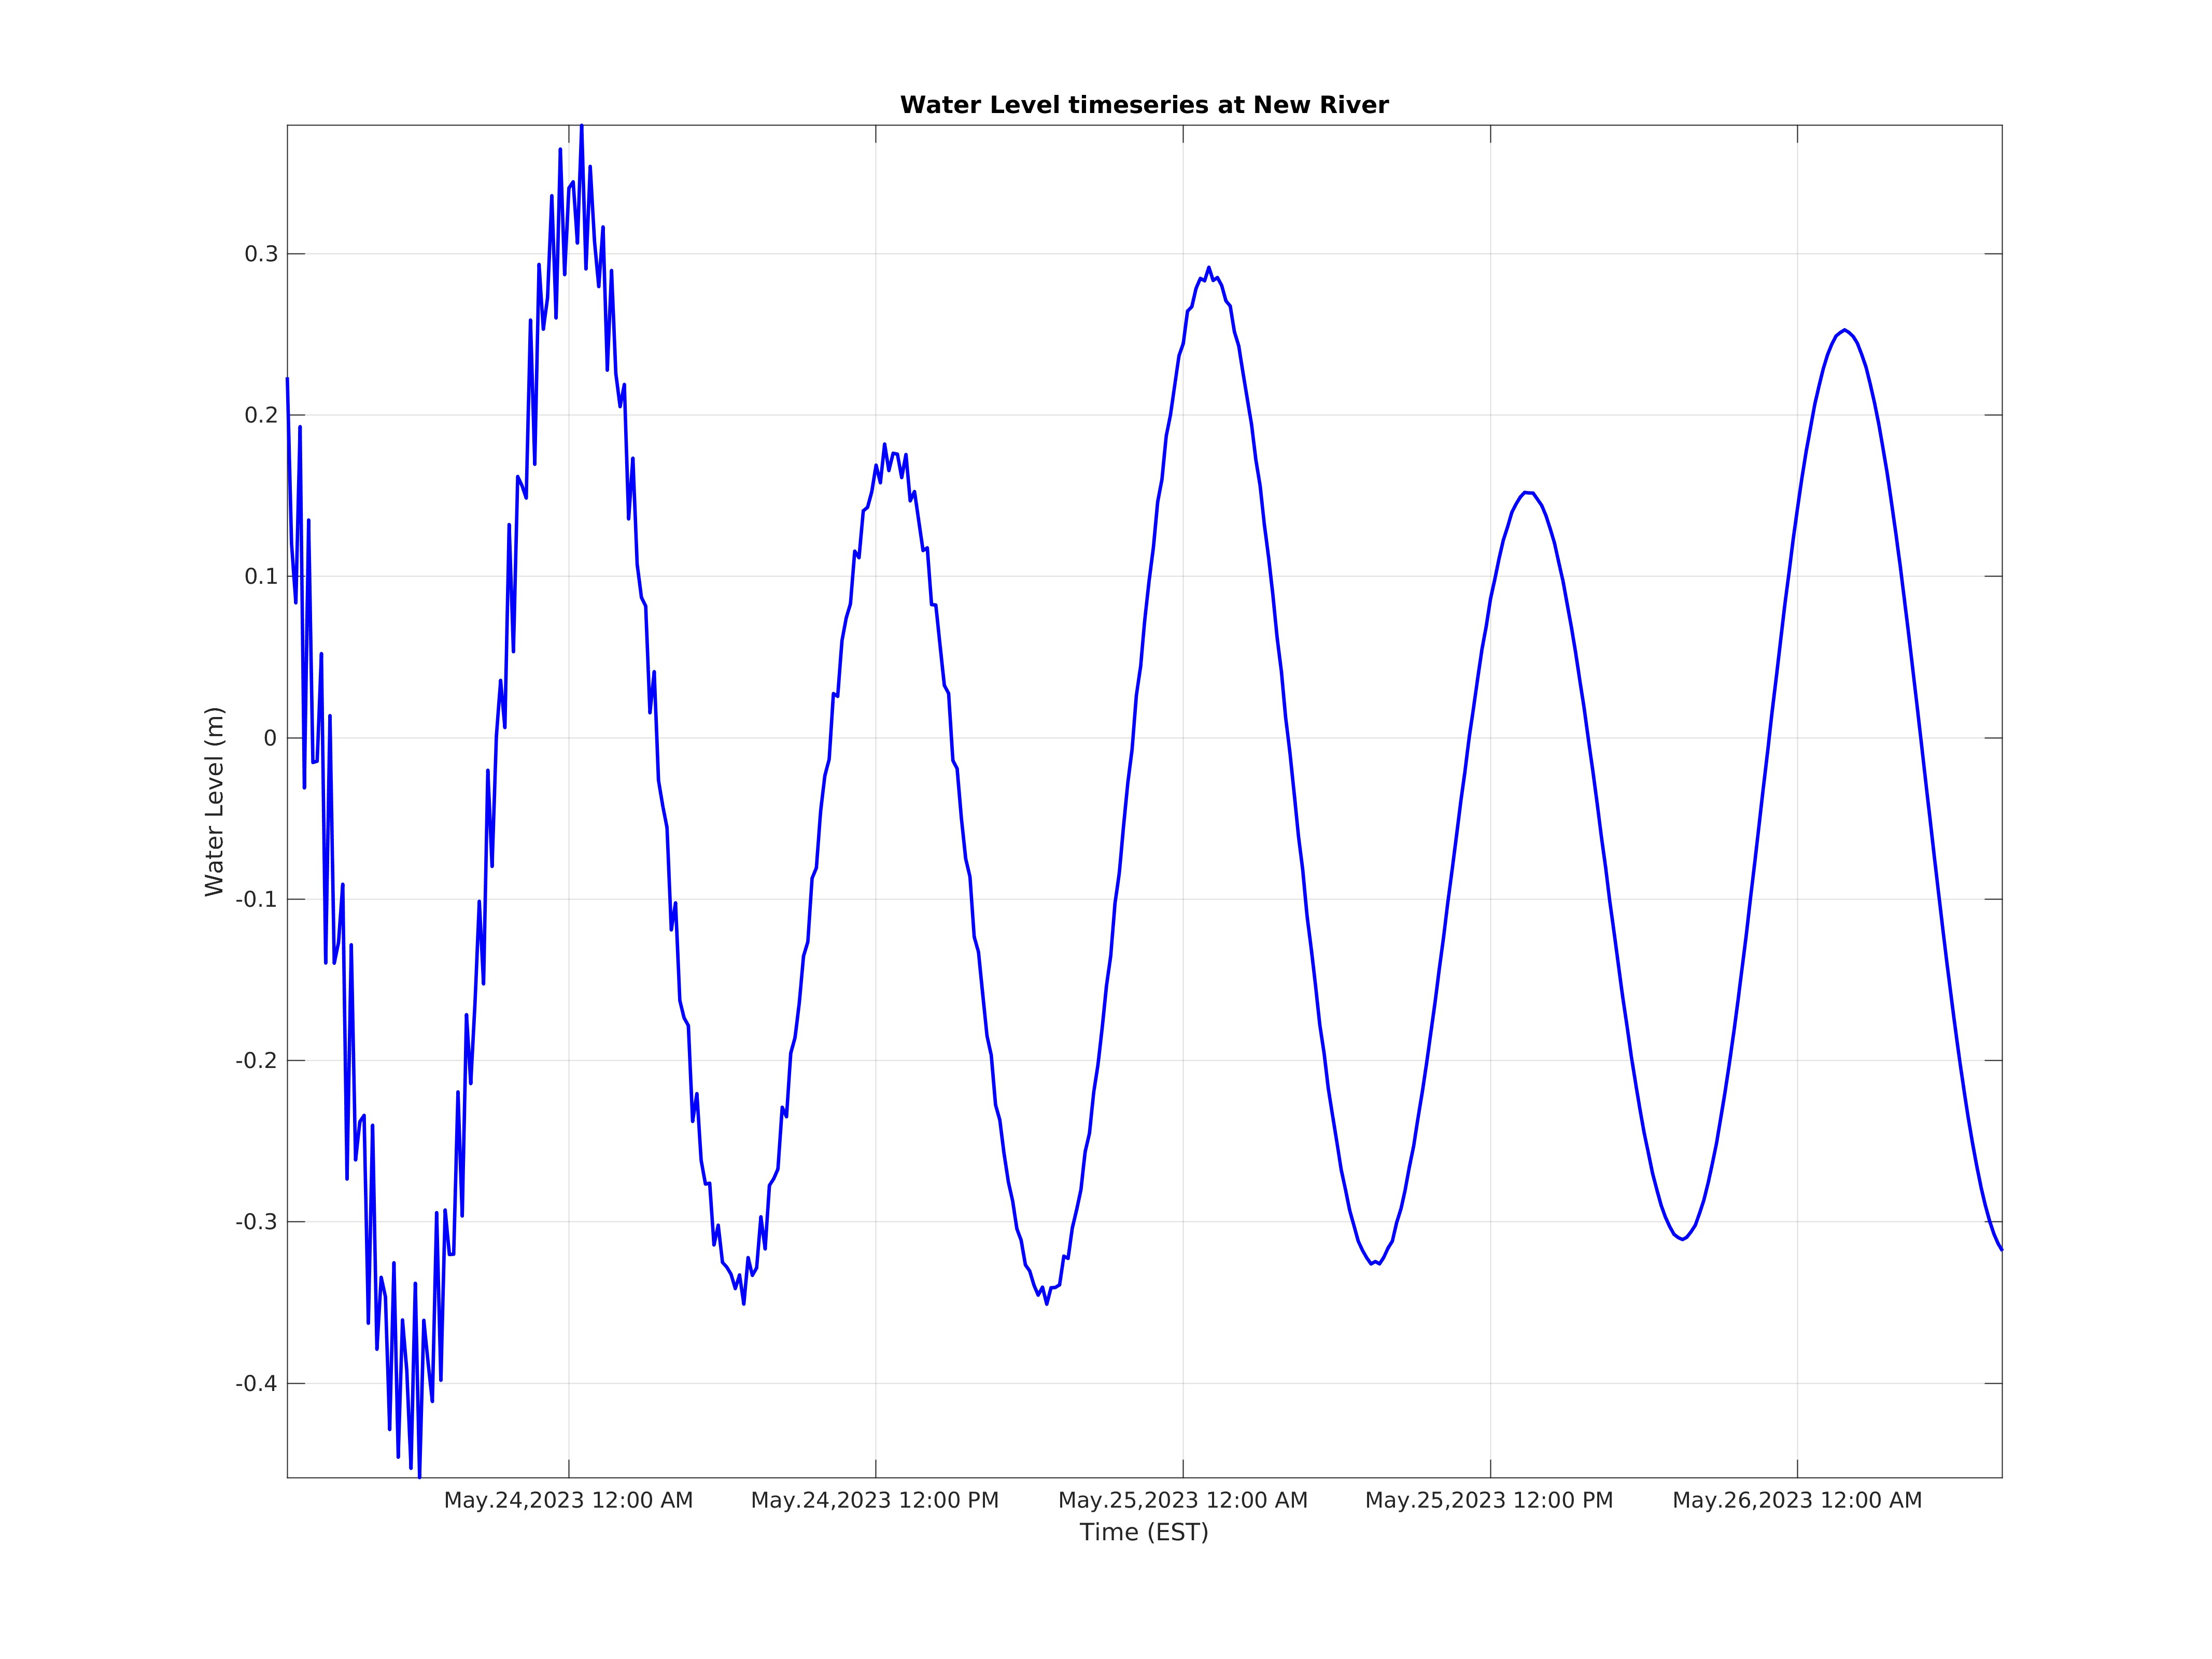 Water Level timeseries at New River
0.3
0.2
0.1
0
-0.1
-0.2
-0.3
-0.4
Water Level (m)
May.24,2023 12:00 AM
May.24,2023 12:00 PM
May.25,2023 12:00 AM
May.25,2023 12:00 PM
May.26,2023 12:00 AM
Time (EST)